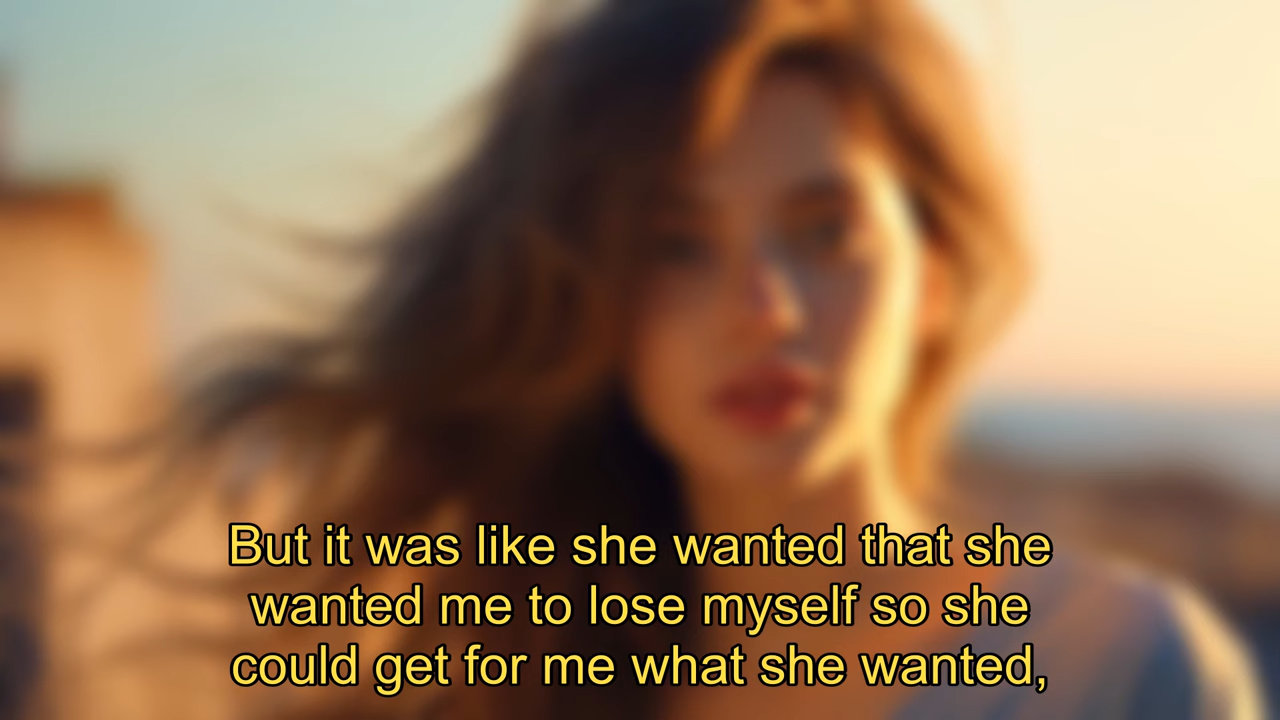 But it was like she wanted that she
wanted me to lose myself so she
could get for me what she wanted,